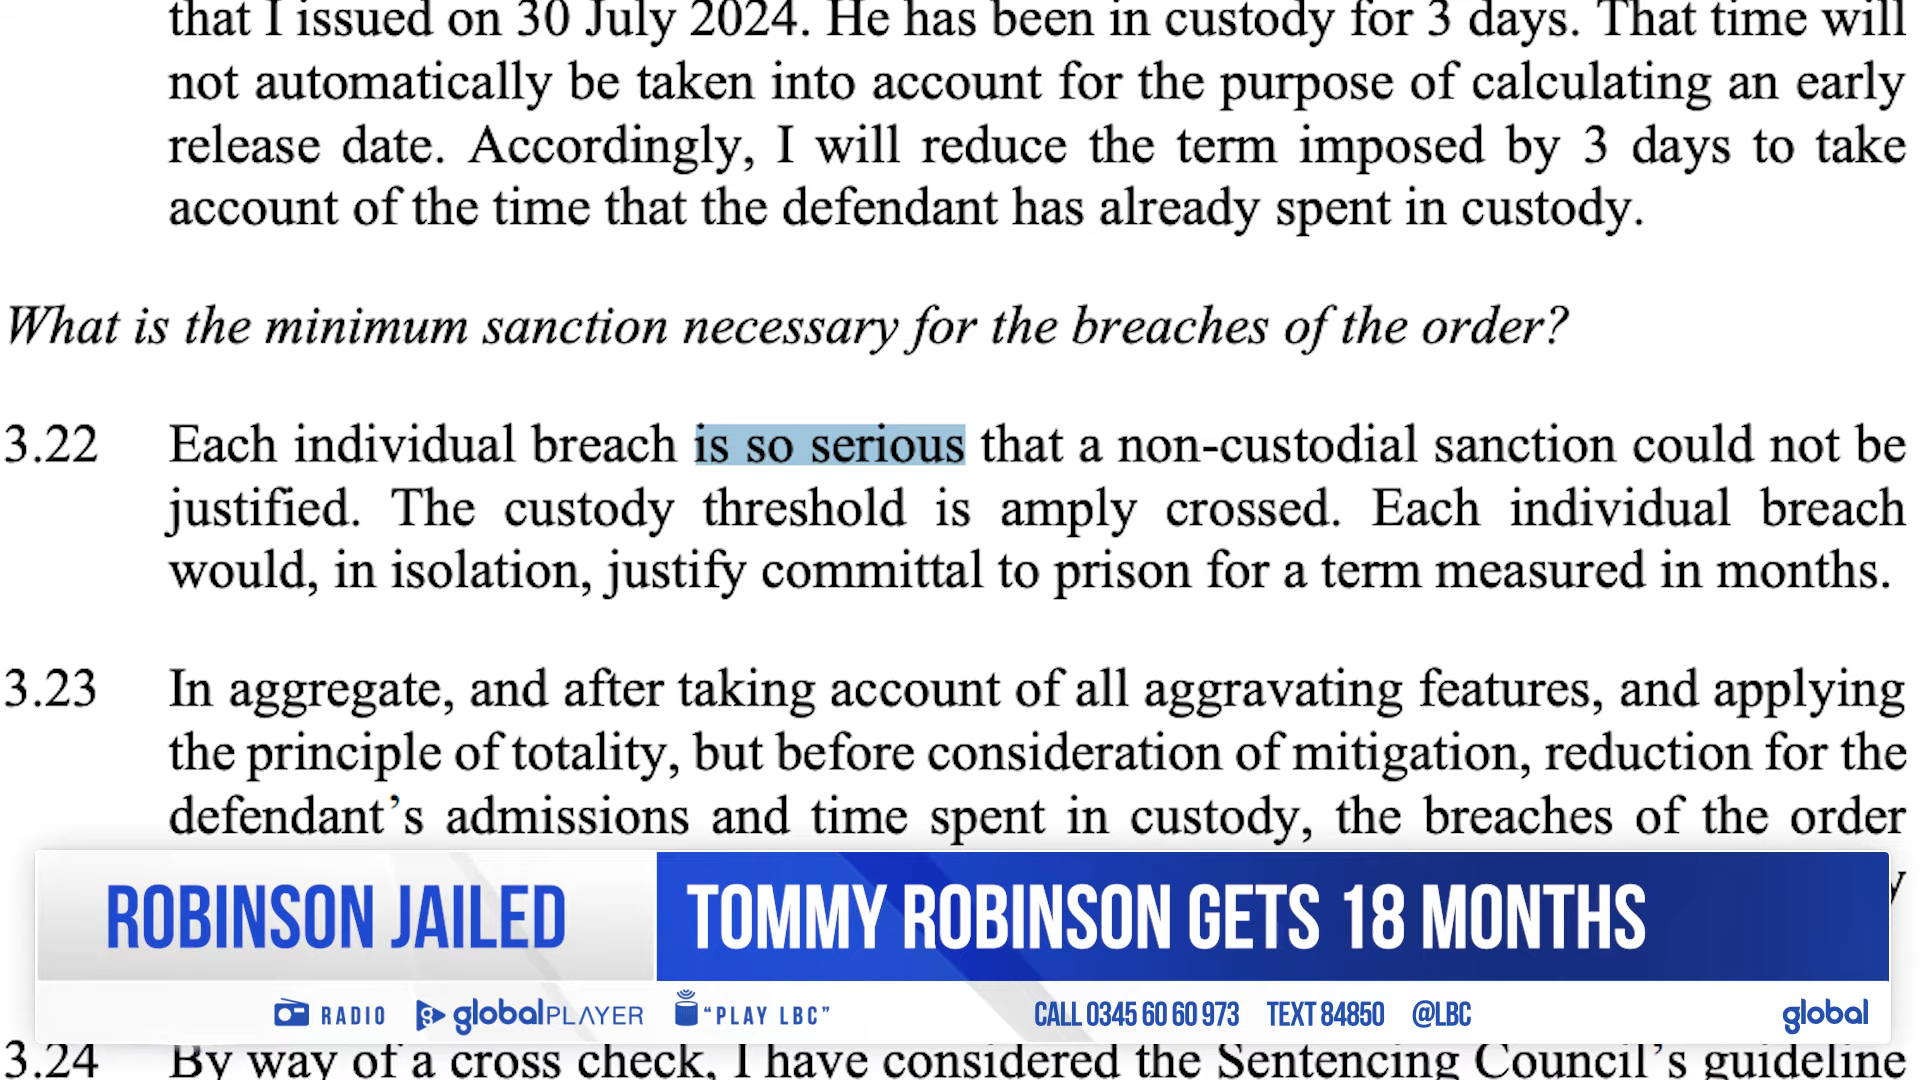 that I issued on 30 July 2024. He has been in custody for 3 days. That time will
not automatically be taken into account for the purpose of calculating an early
release date. Accordingly, I will reduce the term imposed by 3 days to take
account of the time that the defendant has already spent in custody.
What is the minimum sanction necessary for the breaches of the order?
3.22 Each individual breach is so serious that a non-custodial sanction could not be
justified. The custody threshold is amply crossed. Each individual breach
would, in isolation, justify committal to prison for a term measured in months.
3.23 In aggregate, and after taking account of all aggravating features, and applying
the principle of totality, but before consideration of mitigation, reduction for the
defendant’s admissions and time spent in custody, the breaches of the order
ROBINSON JAILED
TOMMY ROBINSON GETS 18 MONTHS
RADIO globalPLAYER “PLAY LBC” CALL 0345 60 60 973 TEXT 84850 @LBC global
3.24 By way of a cross check, I have considered the Sentencing Council’s guideline